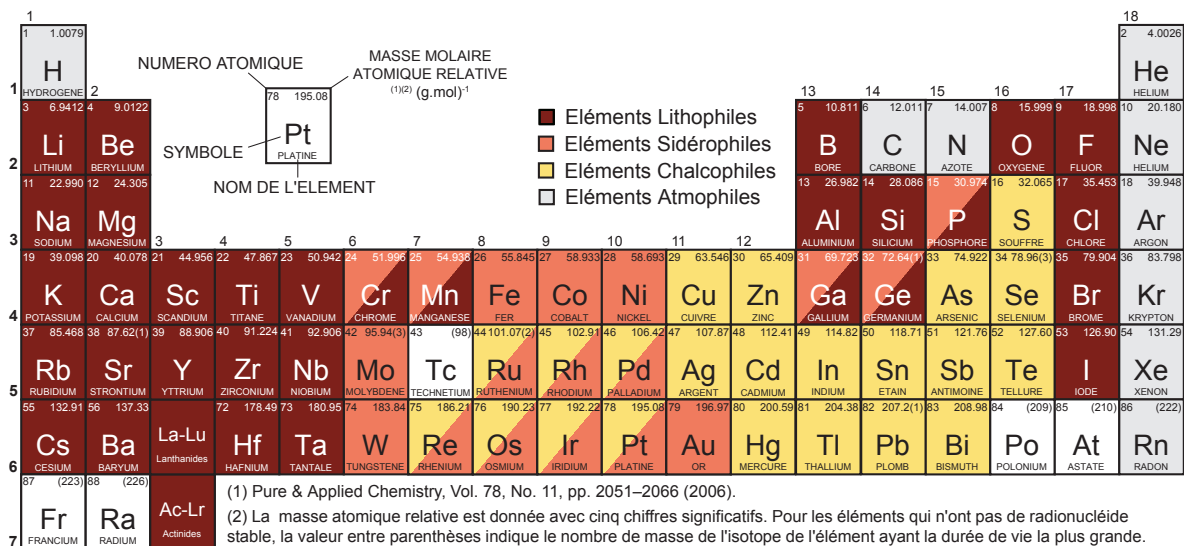 1 18
1 1.0079 2 4.0026
H He
HYDROGENE HELIUM
1 2 13 14 15 16 17
NUMERO ATOMIQUE
MASSE MOLAIRE
ATOMIQUE RELATIVE
(1)(2) (g.mol)-1
78 195.08
Pt
PLATINE
SYMBOLE
NOM DE L'ELEMENT
Eléments Lithophiles
Eléments Sidérophiles
Eléments Chalcophiles
Eléments Atmophiles
3 6.9412 4 9.0122 5 10.811 6 12.011 7 14.007 8 15.999 9 18.998 10 20.180
Li Be B C N O F Ne
2 LITHIUM BERYLLIUM BORE CARBONE AZOTE OXYGENE FLUOR HELIUM
11 22.990 12 24.305 13 26.982 14 28.086 15 30.974 16 32.065 17 35.453 18 39.948
Na Mg Al Si P S Cl Ar
3 SODIUM MAGNESIUM 3 4 5 6 7 8 9 10 11 12 ALUMINIUM SILICIUM PHOSPHORE SOUFFRE CHLORE ARGON
19 39.098 20 40.078 21 44.956 22 47.867 23 50.942 24 51.996 25 54.938 26 55.845 27 58.933 28 58.693 29 63.546 30 65.409 31 69.723 32 72.64(1) 33 74.922 34 78.96(3) 35 79.904 36 83.798
K Ca Sc Ti V Cr Mn Fe Co Ni Cu Zn Ga Ge As Se Br Kr
4 POTASSIUM CALCIUM SCANDIUM TITANE VANADIUM CHROME MANGANESE FER COBALT NICKEL CUIVRE ZINC GALLIUM GERMANIUM ARSENIC SELENIUM BROME KRYPTON
37 85.468 38 87.62(1) 39 88.906 40 91.224 41 92.906 42 95.94(3) 43 (98) 44 101.07(2) 45 102.91 46 106.42 47 107.87 48 112.41 49 114.82 50 118.71 51 121.76 52 127.60 53 126.90 54 131.29
Rb Sr Y Zr Nb Mo Tc Ru Rh Pd Ag Cd In Sn Sb Te I Xe
5 RUBIDIUM STRONTIUM YTTRIUM ZIRCONIUM NIOBIUM MOLYBDENE TECHNETIUM RUTHENIUM RHODIUM PALLADIUM ARGENT CADMIUM INDIUM ETAIN ANTIMOINE TELLURE IODE XENON
55 132.91 56 137.33 72 178.49 73 180.95 74 183.84 75 186.21 76 190.23 77 192.22 78 195.08 79 196.97 80 200.59 81 204.38 82 207.2(1) 83 208.98 84 (209) 85 (210) 86 (222)
Cs Ba La-Lu Hf Ta W Re Os Ir Pt Au Hg Tl Pb Bi Po At Rn
6 CESIUM BARYUM Lanthanides HAFNIUM TANTALE TUNGSTENE RHENIUM OSMIUM IRIDIUM PLATINE OR MERCURE THALLIUM PLOMB BISMUTH POLONIUM ASTATE RADON
87 (223) 88 (226)
Fr Ra Ac-Lr
7 FRANCIUM RADIUM Actinides
(1) Pure & Applied Chemistry, Vol. 78, No. 11, pp. 2051–2066 (2006).
(2) La masse atomique relative est donnée avec cinq chiffres significatifs. Pour les éléments qui n'ont pas de radionucléide
stable, la valeur entre parenthèses indique le nombre de masse de l'isotope de l'élément ayant la durée de vie la plus grande.